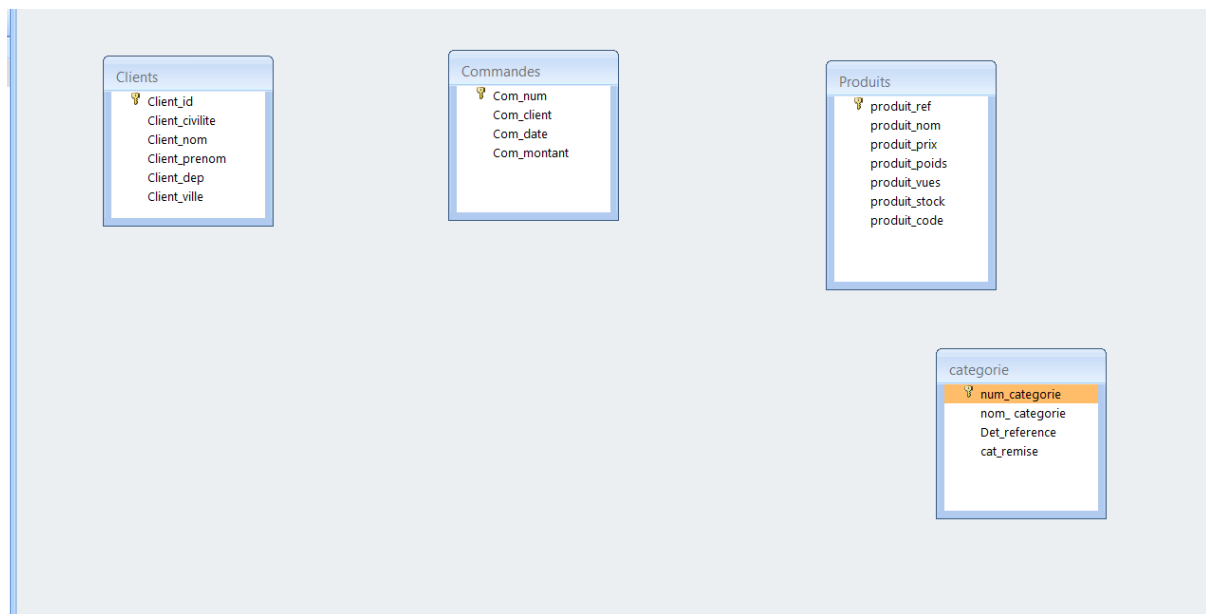 Clients
Client_id
Client_civilite
Client_nom
Client_prenom
Client_dep
Client_ville
Commandes
Com_num
Com_client
Com_date
Com_montant
Produits
produit_ref
produit_nom
produit_prix
produit_poids
produit_vues
produit_stock
produit_code
categorie
num_categorie
nom_ categorie
Det_reference
cat_remise